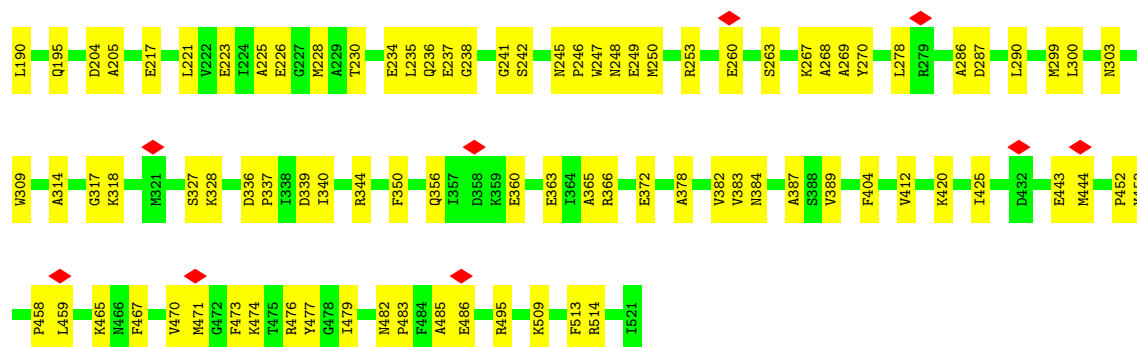 L190 Q195 D204 A205 E217 L221 V222 E223 I224 A225 E226 G227 M228 A229 T230 E234 L235 Q236 E237 G238 G241 S242 N245 P246 W247 N248 E249 M250 R253 E260 S263 K267 A268 A269 Y270 L278 R279 A286 D287 L290 M299 L300 N303
W309 A314 G317 K318 M321 S327 K328 D336 P337 I338 D339 I340 R344 F350 Q356 I357 D358 K359 E360 E363 I364 A365 R366 E372 A378 V382 V383 N384 A387 S388 V389 F404 V412 K420 I425 D432 E443 M444 P452
P458 L459 K465 N466 F467 V470 M471 G472 F473 K474 T475 R476 Y477 G478 I479 N482 P483 F484 A485 E486 R495 K509 F513 R514 I521